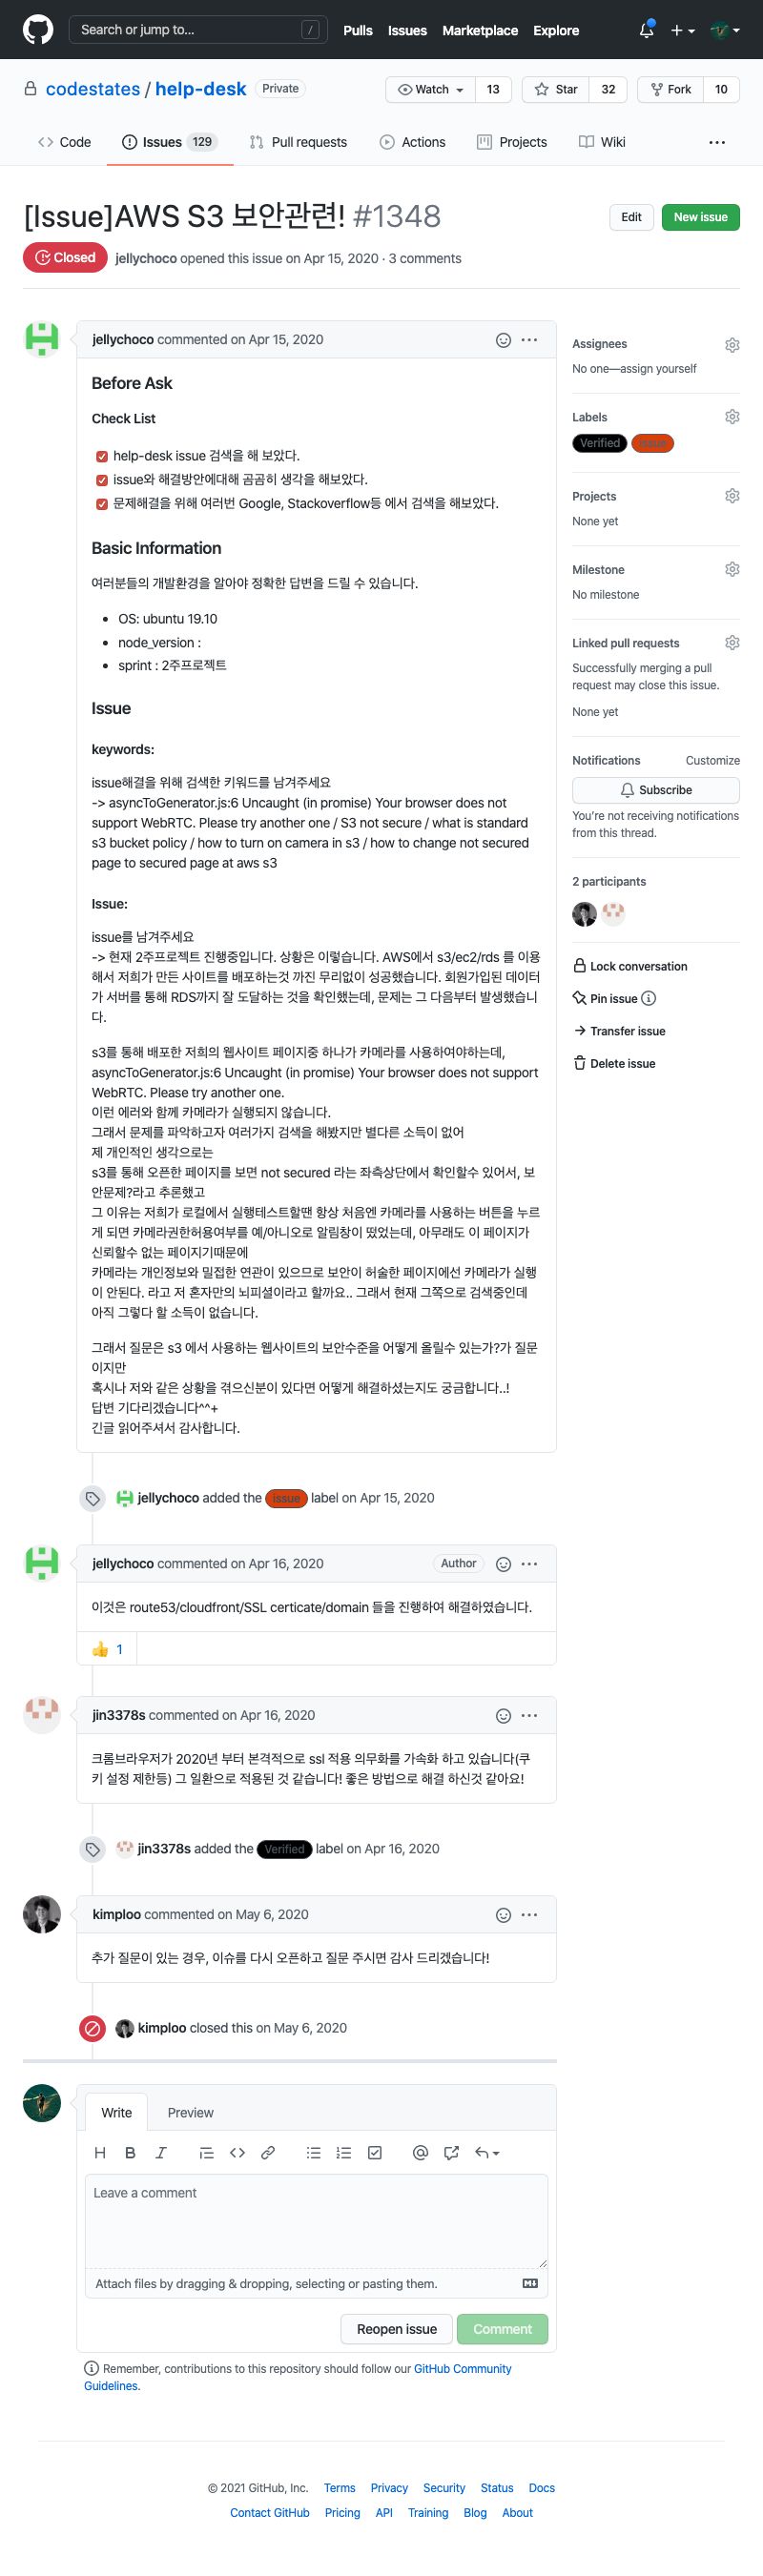 Search or jump to... / Pulls Issues Marketplace Explore
codestates / help-desk Private Watch 13 Star 32 Fork 10
Code Issues 129 Pull requests Actions Projects Wiki
[Issue]AWS S3 보안관련! #1348 Edit New issue
Closed jellychoco opened this issue on Apr 15, 2020 · 3 comments
jellychoco commented on Apr 15, 2020
Before Ask
Check List
help-desk issue 검색을 해 보았다.
issue와 해결방안에대해 곰곰히 생각을 해보았다.
문제해결을 위해 여러번 Google, Stackoverflow등 에서 검색을 해보았다.
Basic Information
여러분들의 개발환경을 알아야 정확한 답변을 드릴 수 있습니다.
• OS: ubuntu 19.10
• node_version :
• sprint : 2주프로젝트
Issue
keywords:
issue해결을 위해 검색한 키워드를 남겨주세요
-> asyncToGenerator.js:6 Uncaught (in promise) Your browser does not
support WebRTC. Please try another one / S3 not secure / what is standard
s3 bucket policy / how to turn on camera in s3 / how to change not secured
page to secured page at aws s3
Issue:
issue를 남겨주세요
-> 현재 2주프로젝트 진행중입니다. 상황은 이렇습니다. AWS에서 s3/ec2/rds 를 이용
해서 저희가 만든 사이트를 배포하는것 까진 무리없이 성공했습니다. 회원가입된 데이터
가 서버를 통해 RDS까지 잘 도달하는 것을 확인했는데, 문제는 그 다음부터 발생했습니
다.
s3를 통해 배포한 저희의 웹사이트 페이지중 하나가 카메라를 사용하여야하는데,
asyncToGenerator.js:6 Uncaught (in promise) Your browser does not support
WebRTC. Please try another one.
이런 에러와 함께 카메라가 실행되지 않습니다.
그래서 문제를 파악하고자 여러가지 검색을 해봤지만 별다른 소득이 없어
제 개인적인 생각으로는
s3를 통해 오픈한 페이지를 보면 not secured 라는 좌측상단에서 확인할수 있어서, 보
안문제?라고 추론했고
그 이유는 저희가 로컬에서 실행테스트할땐 항상 처음엔 카메라를 사용하는 버튼을 누르
게 되면 카메라권한허용여부를 예/아니오로 알림창이 떴었는데, 아무래도 이 페이지가
신뢰할수 없는 페이지기때문에
카메라는 개인정보와 밀접한 연관이 있으므로 보안이 허술한 페이지에선 카메라가 실행
이 안된다. 라고 저 혼자만의 뇌피셜이라고 할까요.. 그래서 현재 그쪽으로 검색중인데
아직 그렇다 할 소득이 없습니다.
그래서 질문은 s3 에서 사용하는 웹사이트의 보안수준을 어떻게 올릴수 있는가?가 질문
이지만
혹시나 저와 같은 상황을 겪으신분이 있다면 어떻게 해결하셨는지도 궁금합니다..!
답변 기다리겠습니다^^+
긴글 읽어주셔서 감사합니다.
Assignees
No one—assign yourself
Labels
Verified issue
Projects
None yet
Milestone
No milestone
Linked pull requests
Successfully merging a pull
request may close this issue.
None yet
Notifications Customize
Subscribe
You're not receiving notifications
from this thread.
2 participants
Lock conversation
Pin issue
Transfer issue
Delete issue
jellychoco added the issue label on Apr 15, 2020
jellychoco commented on Apr 16, 2020 Author
이것은 route53/cloudfront/SSL certicate/domain 들을 진행하여 해결하였습니다.
👍 1
jin3378s commented on Apr 16, 2020
크롬브라우저가 2020년 부터 본격적으로 ssl 적용 의무화를 가속화 하고 있습니다(쿠
키 설정 제한등) 그 일환으로 적용된 것 같습니다! 좋은 방법으로 해결 하신것 같아요!
jin3378s added the Verified label on Apr 16, 2020
kimploo commented on May 6, 2020
추가 질문이 있는 경우, 이슈를 다시 오픈하고 질문 주시면 감사 드리겠습니다!
kimploo closed this on May 6, 2020
Write Preview
Leave a comment
Attach files by dragging & dropping, selecting or pasting them.
Reopen issue Comment
Remember, contributions to this repository should follow our GitHub Community
Guidelines.
© 2021 GitHub, Inc. Terms Privacy Security Status Docs
Contact GitHub Pricing API Training Blog About